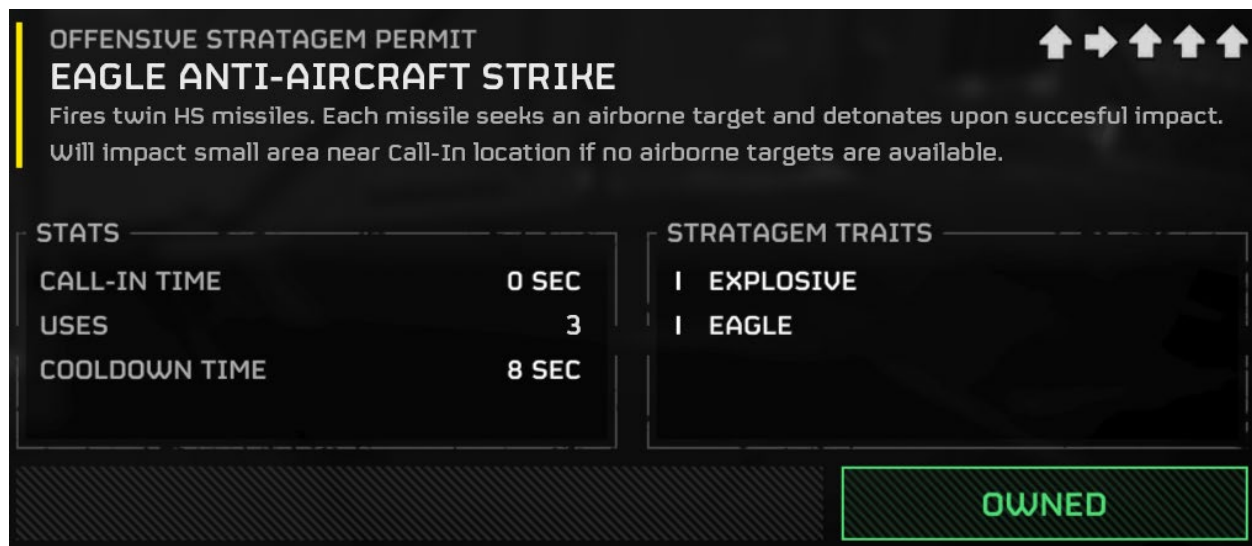 OFFENSIVE STRATAGEM PERMIT
EAGLE ANTI-AIRCRAFT STRIKE
Fires twin HS missiles. Each missile seeks an airborne target and detonates upon succesful impact.
Will impact small area near Call-In location if no airborne targets are available.
STATS
CALL-IN TIME 0 SEC
USES 3
COOLDOWN TIME 8 SEC
STRATAGEM TRAITS
I EXPLOSIVE
I EAGLE
OWNED